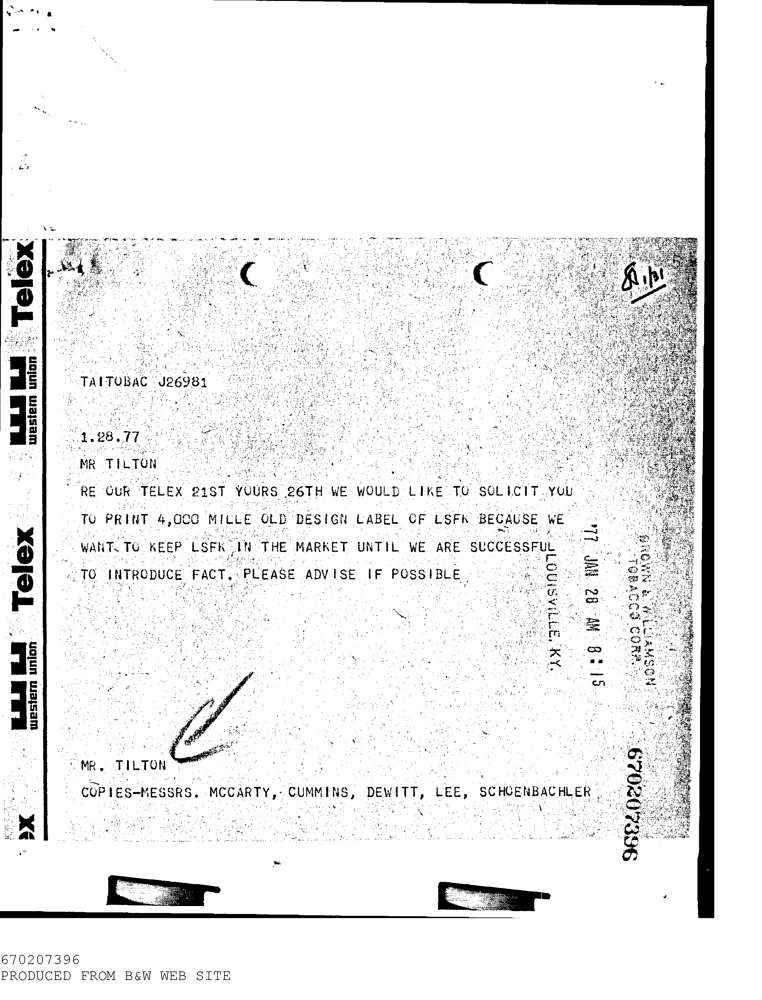 1/31
Telex
western union
Telex
western union
ex
TAITOBAC J26981
1.28.77
MR TILTON
RE OUR TELEX 21ST YOURS 26TH WE WOULD LIKE TO SOLICIT YOU
TO PRINT 4,000 MILLE OLD DESIGN LABEL OF LSFK BECAUSE WE
WANT TO KEEP LSFK IN THE MARKET UNTIL WE ARE SUCCESSFUL
TO INTRODUCE FACT. PLEASE ADVISE IF POSSIBLE
BROWN & WILLIAMSON
TOBACCO CORP.
'77 JAN 28 AM 8:15
LOUISVILLE, KY.
MR. TILTON
COPIES-MESSRS. MCCARTY, CUMMINS, DEWITT, LEE, SCHOENBACHLER
670207396
670207396
PRODUCED FROM B&W WEB SITE